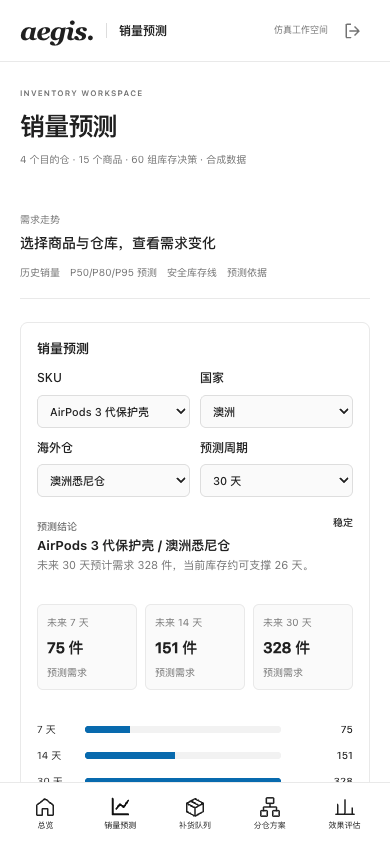 aegis. 销量预测 仿真工作空间
INVENTORY WORKSPACE
销量预测
4 个目的仓 · 15 个商品 · 60 组库存决策 · 合成数据
需求走势
选择商品与仓库，查看需求变化
历史销量 P50/P80/P95 预测 安全库存线 预测依据
销量预测
SKU 国家
AirPods 3 代保护壳 澳洲
海外仓 预测周期
澳洲悉尼仓 30 天
预测结论 稳定
AirPods 3 代保护壳 / 澳洲悉尼仓
未来 30 天预计需求 328 件，当前库存约可支撑 26 天。
未来 7 天 未来 14 天 未来 30 天
75 件 151 件 328 件
预测需求 预测需求 预测需求
7 天 75
14 天 151
30 天 328
总览 销量预测 补货队列 分仓方案 效果评估